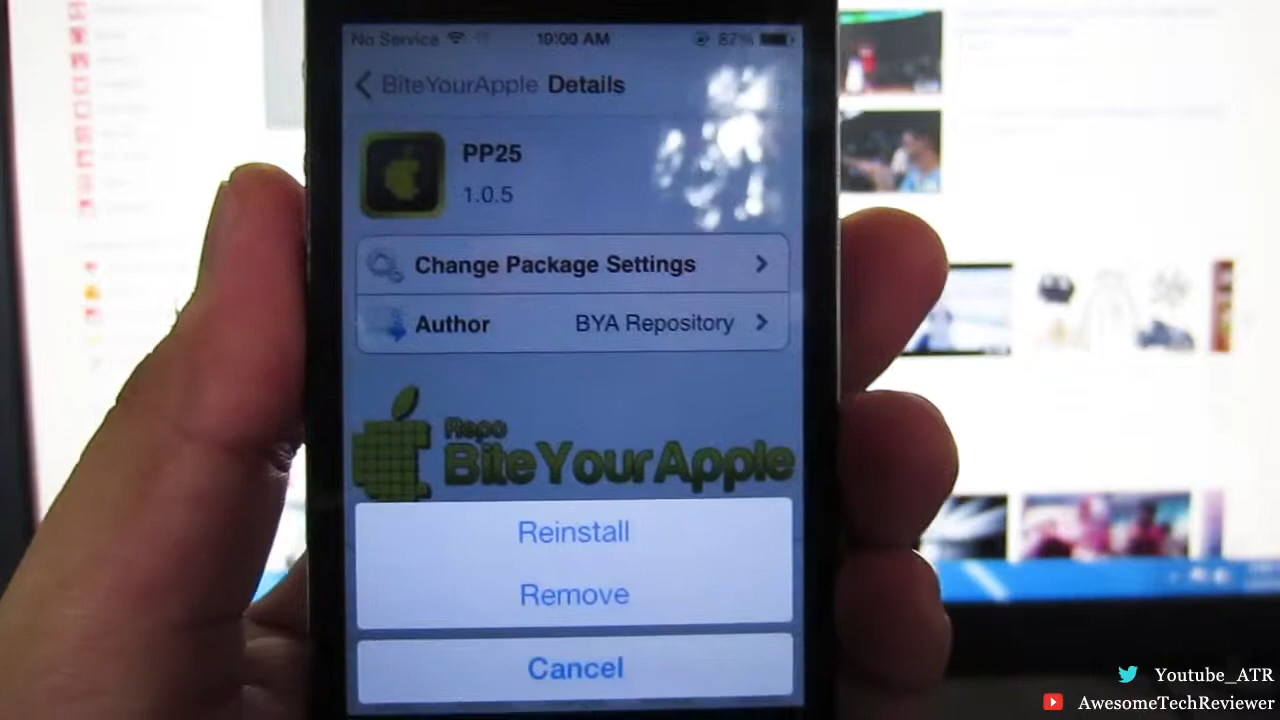 No Service 10:00 AM 87%
BiteYourApple Details
PP25
1.0.5
Change Package Settings
Author BYA Repository
Repo
BiteYourApple
Reinstall
Remove
Cancel
Youtube_ATR
AwesomeTechReviewer